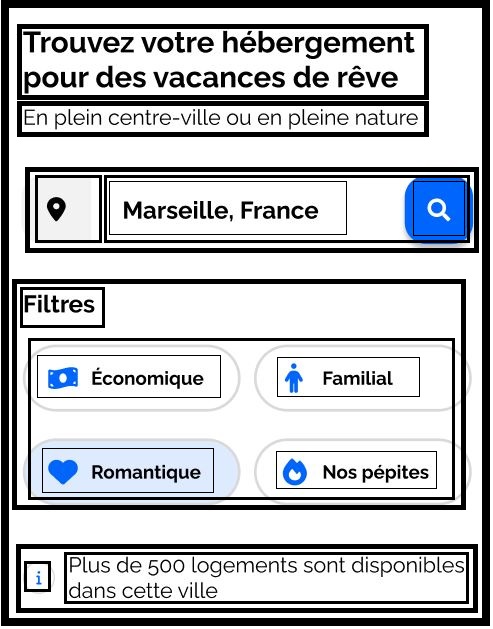 Trouvez votre hébergement
pour des vacances de rêve
En plein centre-ville ou en pleine nature
Marseille, France
Filtres
Économique
Familial
Romantique
Nos pépites
Plus de 500 logements sont disponibles
dans cette ville